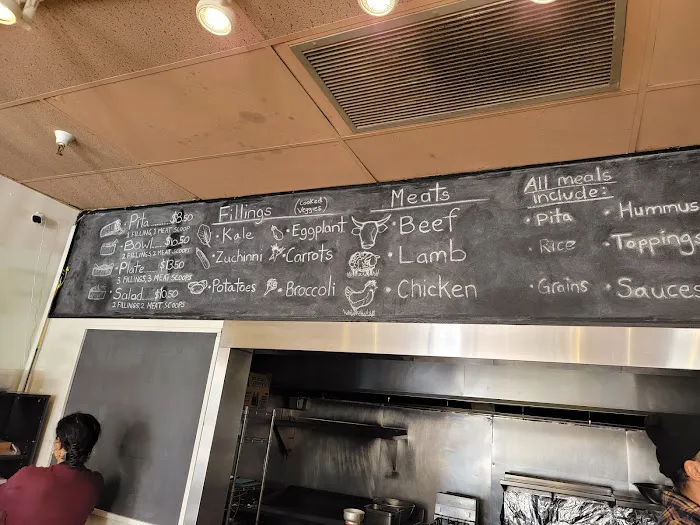 Pita.....$8.50
3 FILLING, 1 MEAT SCOOP
• Bowl.....$10.50
2 FILLINGS, 2 MEAT SCOOPS
• Plate.....$13.50
3 FILLINGS, 3 MEAT SCOOPS
• Salad.....$10.50
2 FILLINGS, 2 MEAT SCOOPS
Fillings (cooked veggies)
• Kale
• Eggplant
• Zuchinni
• Carrots
• Potatoes
• Broccoli
Meats
• Beef
• Lamb
• Chicken
All meals
include:
• Pita
• Hummus
• Rice
• Toppings
• Grains
• Sauces